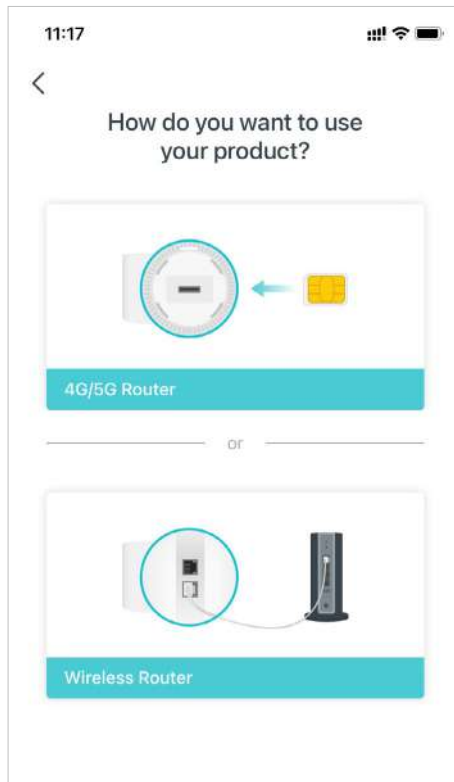 11:17
How do you want to use
your product?
4G/5G Router
or
Wireless Router